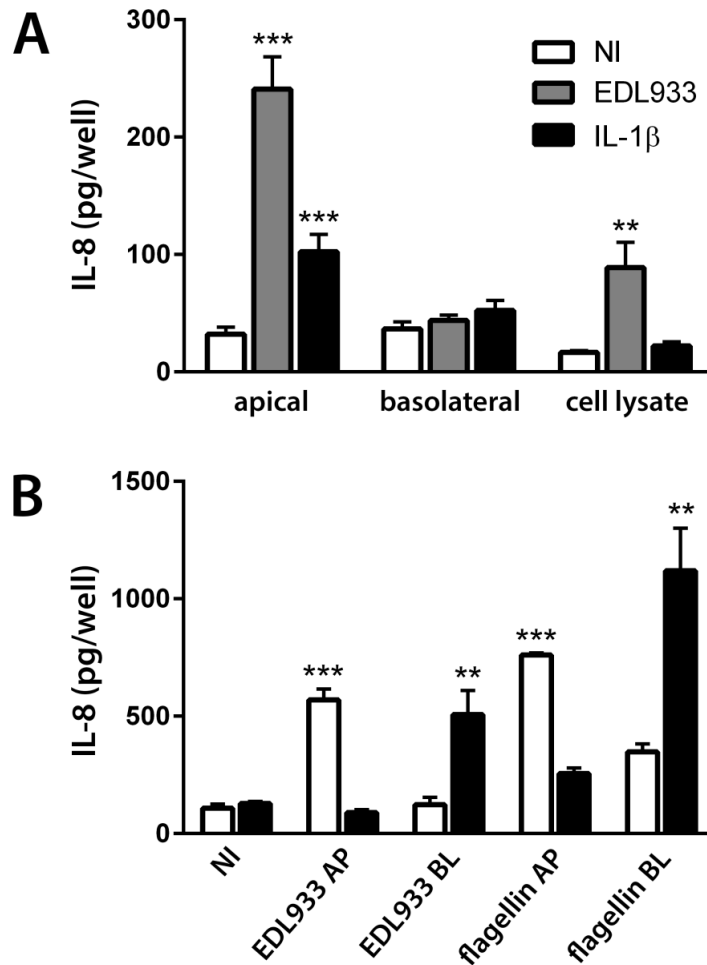 A
300
200
100
0
IL-8 (pg/well)
***
***
**
NI
EDL933
IL-1β
apical basolateral cell lysate
B
1500
1000
500
0
IL-8 (pg/well)
***
**
***
**
NI
EDL933 AP
EDL933 BL
flagellin AP
flagellin BL